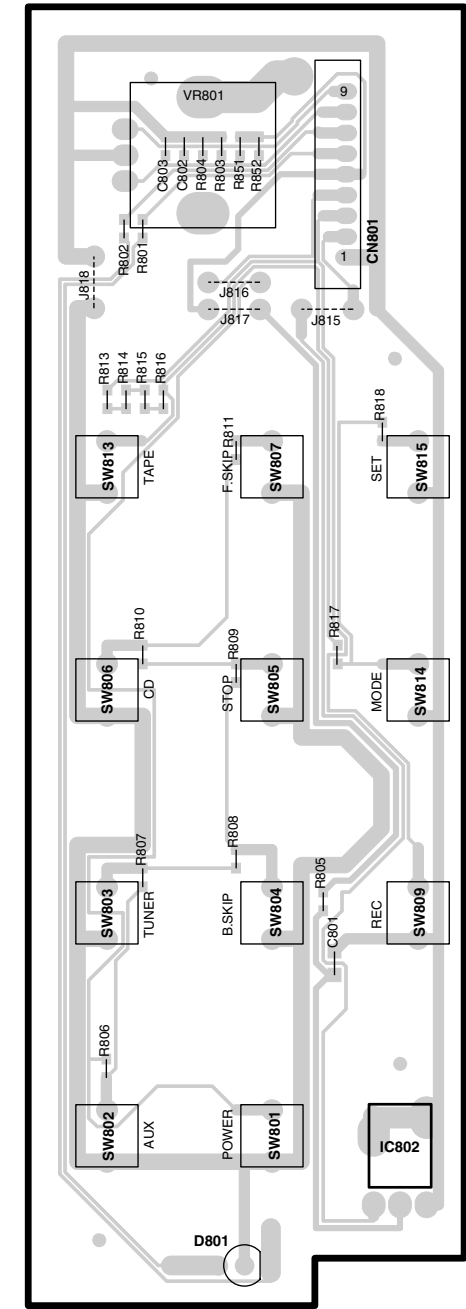 VR801
9
C803
C802
R804
R803
R851
R852
CN801
1
R802
R801
J818
J816
J817
J815
R813
R814
R815
R816
R811
R818
SW813
TAPE
F.SKIP
SW807
SET
SW815
R810
R809
R817
SW806
CD
STOP
SW805
MODE
SW814
R807
R808
R805
C801
SW803
TUNER
B.SKIP
SW804
REC
SW809
R806
SW802
AUX
POWER
SW801
IC802
D801